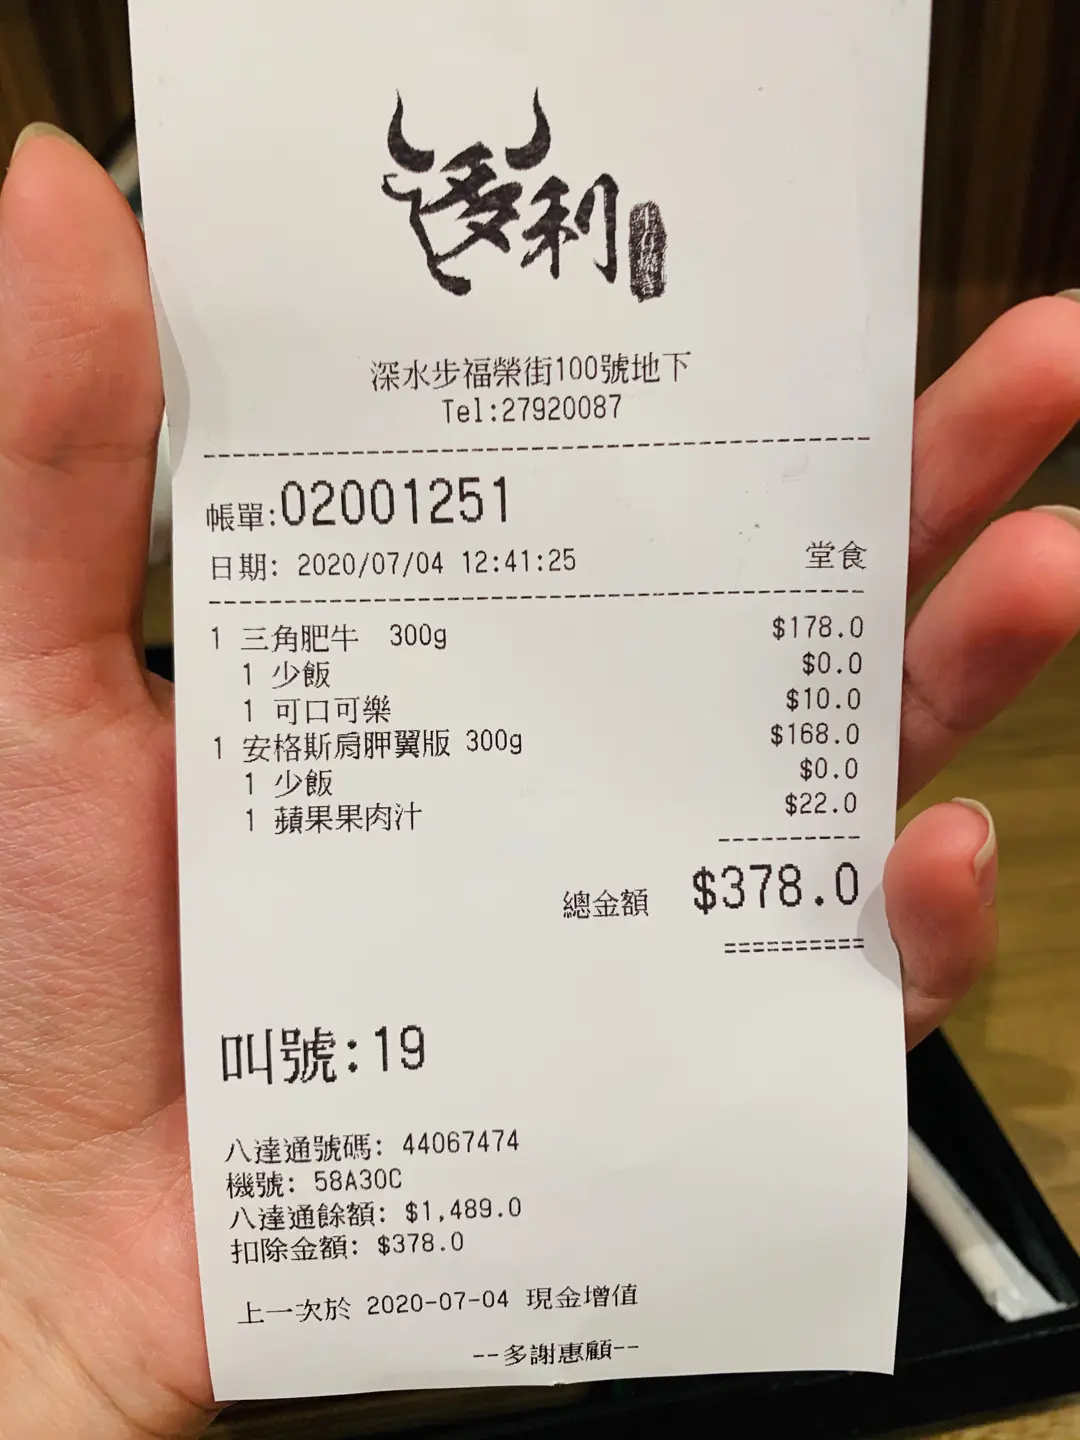 多利
深水步福榮街100號地下
Tel:27920087
帳單:02001251
日期: 2020/07/04 12:41:25 堂食
1 三角肥牛 300g $178.0
1 少飯 $0.0
1 可口可樂 $10.0
1 安格斯肩胛翼版 300g $168.0
1 少飯 $0.0
1 蘋果果肉汁 $22.0
總金額 $378.0
叫號:19
八達通號碼: 44067474
機號: 58A30C
八達通餘額: $1,489.0
扣除金額: $378.0
上一次於 2020-07-04 現金增值
--多謝惠顧--